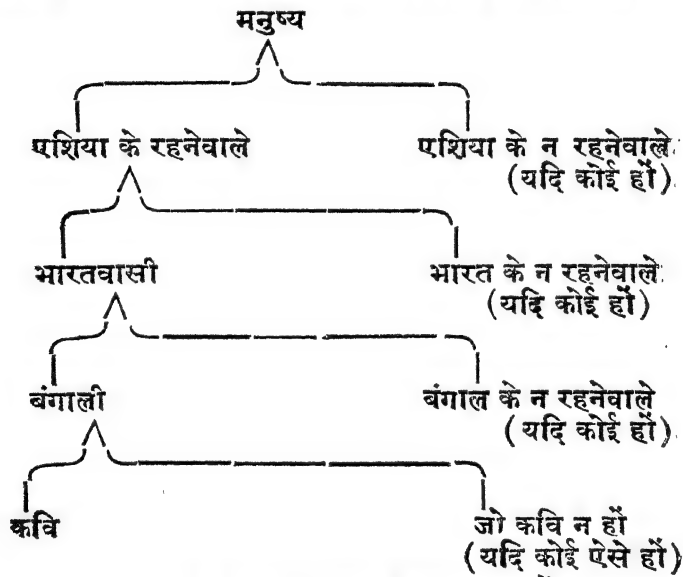 मनुष्य
एशिया के रहनेवाले एशिया के न रहनेवाले
(यदि कोई हों)
भारतवासी भारत के न रहनेवाले
(यदि कोई हों)
बंगाली बंगाल के न रहनेवाले
(यदि कोई हों)
कवि जो कवि न हों
(यदि कोई ऐसे हों)